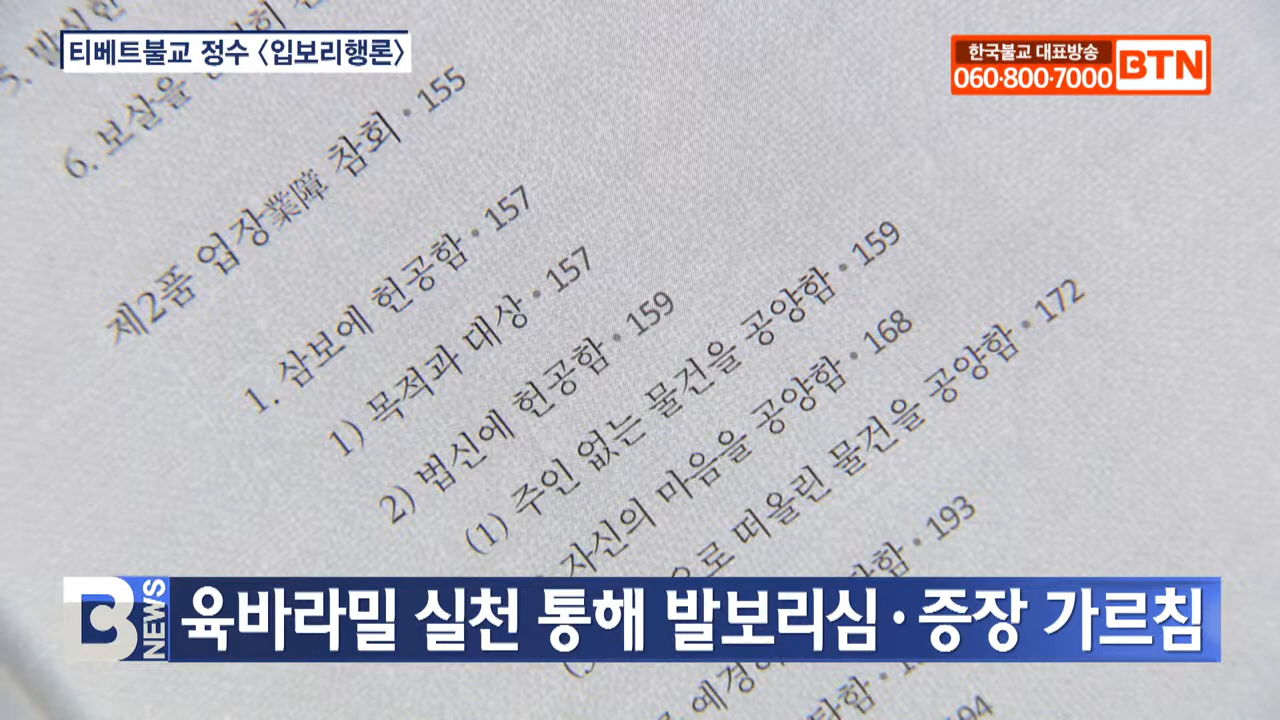 티베트불교 정수 〈입보리행론〉
한국불교 대표방송
060·800·7000
BTN
6. 보살을
제2품 업장業障 참회 • 155
1. 삼보에 헌공함 • 157
1) 목적과 대상 • 157
2) 법신에 헌공함 • 159
(1) 주인 없는 물건을 공양함 • 159
자신의 마음을 공양함 • 168
떠올린 물건을 공양함 • 172
• 193
NEWS
육바라밀 실천 통해 발보리심·증장 가르침